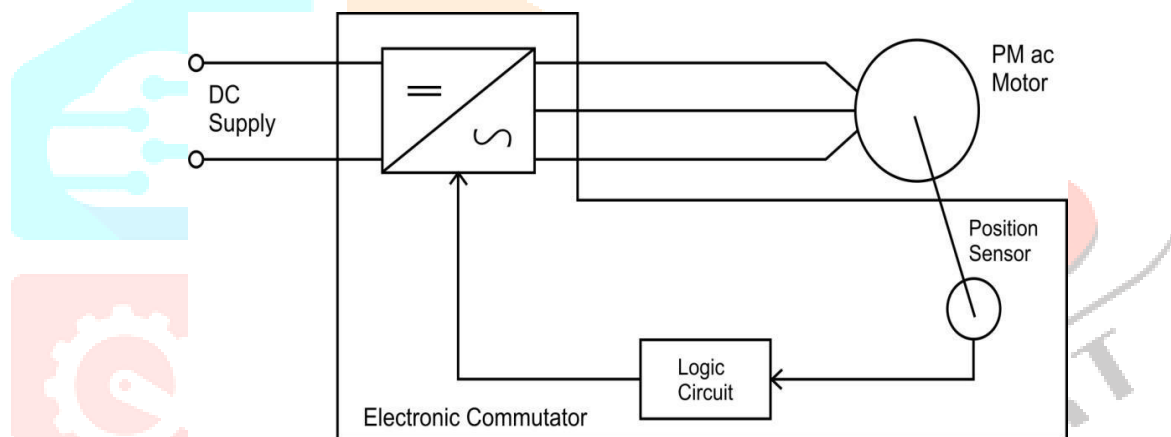 DC
Supply
PM ac
Motor
Position
Sensor
Logic
Circuit
Electronic Commutator